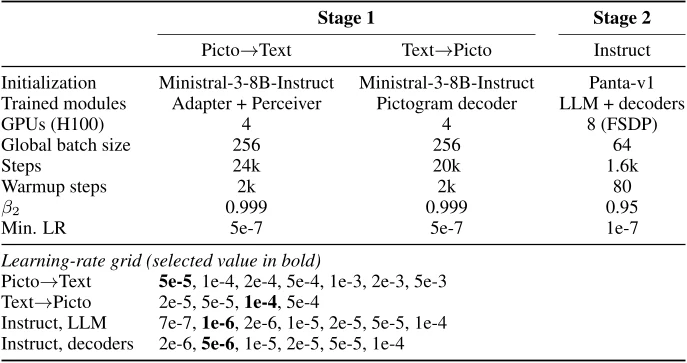 Stage 1 Stage 2
Picto→Text Text→Picto Instruct
Initialization Ministral-3-8B-Instruct Ministral-3-8B-Instruct Panta-v1
Trained modules Adapter + Perceiver Pictogram decoder LLM + decoders
GPUs (H100) 4 4 8 (FSDP)
Global batch size 256 256 64
Steps 24k 20k 1.6k
Warmup steps 2k 2k 80
β₂ 0.999 0.999 0.95
Min. LR 5e-7 5e-7 1e-7
Learning-rate grid (selected value in bold)
Picto→Text 5e-5, 1e-4, 2e-4, 5e-4, 1e-3, 2e-3, 5e-3
Text→Picto 2e-5, 5e-5, 1e-4, 5e-4
Instruct, LLM 7e-7, 1e-6, 2e-6, 1e-5, 2e-5, 5e-5, 1e-4
Instruct, decoders 2e-6, 5e-6, 1e-5, 2e-5, 5e-5, 1e-4